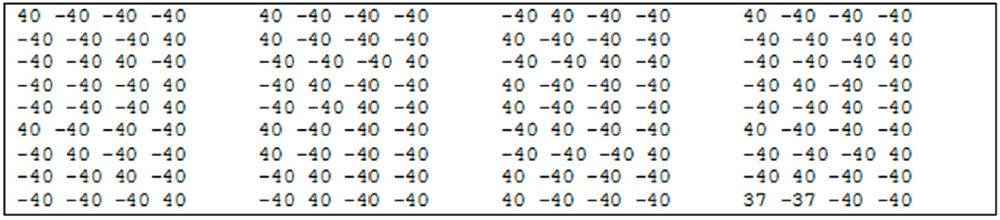 40 -40 -40 -40 40 -40 -40 -40 -40 40 -40 -40 40 -40 -40 -40
-40 -40 -40 40 40 -40 -40 -40 40 -40 -40 -40 -40 -40 -40 40
-40 -40 40 -40 -40 -40 -40 40 -40 -40 40 -40 -40 -40 -40 40
-40 -40 40 -40 -40 40 -40 -40 40 -40 -40 -40 -40 40 -40 -40
-40 -40 -40 40 -40 -40 40 -40 40 -40 -40 -40 -40 -40 40 -40
40 -40 -40 -40 40 -40 -40 -40 -40 40 -40 -40 40 -40 -40 -40
-40 40 -40 -40 40 -40 -40 -40 -40 -40 -40 40 -40 -40 -40 40
-40 -40 40 -40 -40 40 -40 -40 40 -40 -40 -40 -40 40 -40 -40
-40 -40 -40 40 -40 40 -40 -40 40 -40 -40 -40 37 -37 -40 -40